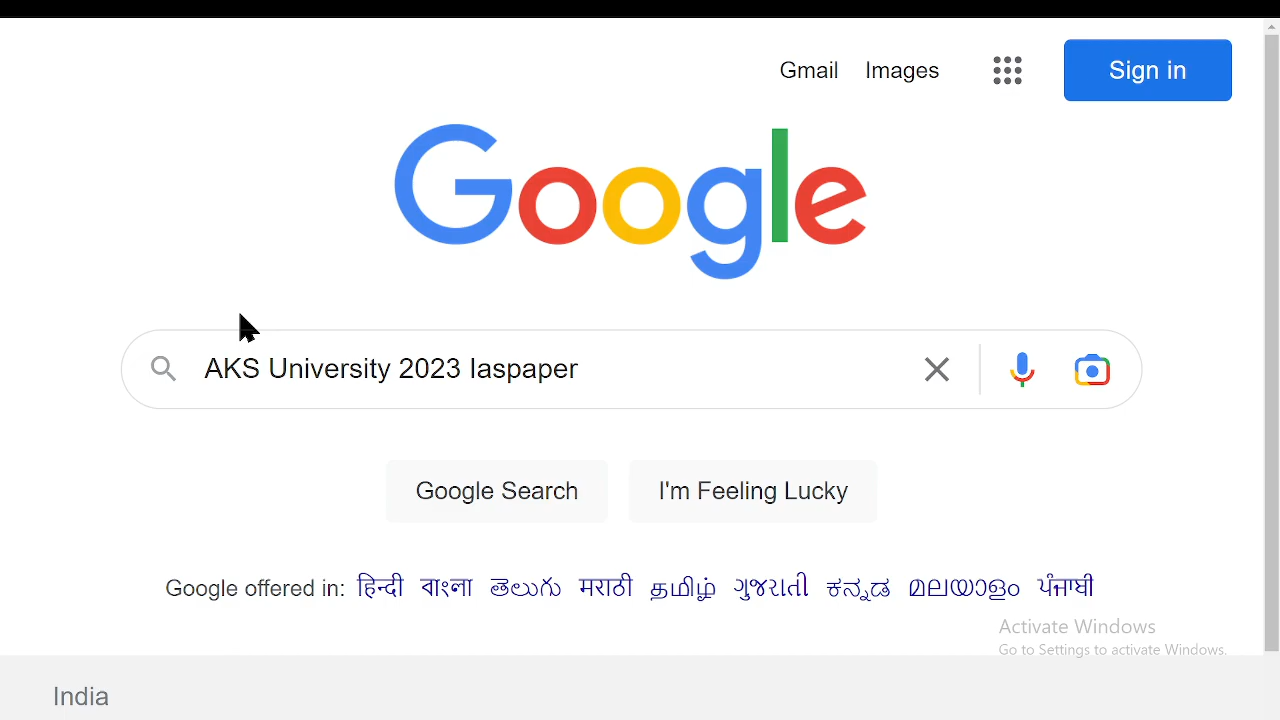 Gmail Images Sign in
Google
AKS University 2023 Iaspaper
Google Search I'm Feeling Lucky
Google offered in: हिन्दी বাংলা తెలుగు मराठी தமிழ் ગુજરાતી ಕನ್ನಡ മലയാളം ਪੰਜਾਬੀ
Activate Windows
Go to Settings to activate Windows.
India